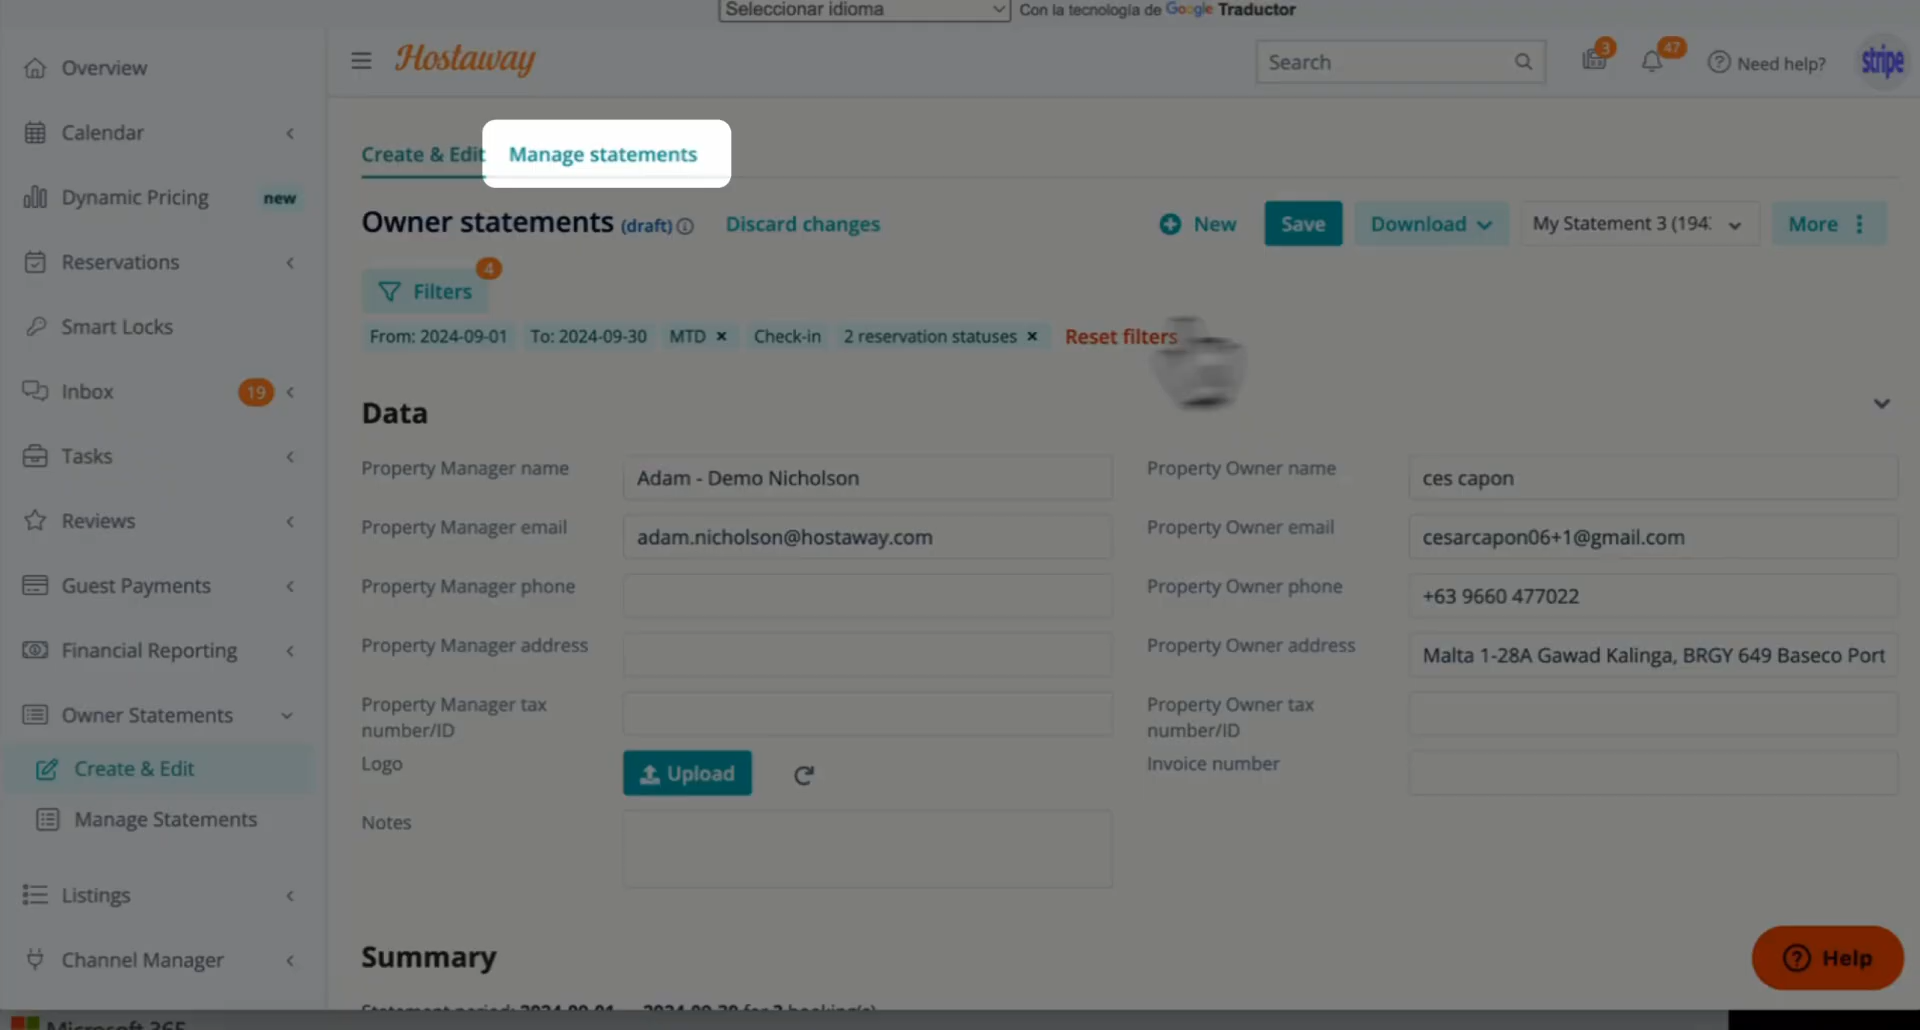 Seleccionar idioma
Con la tecnología de Google Traductor
Overview
Calendar
Dynamic Pricing new
Reservations
Smart Locks
Inbox 19
Tasks
Reviews
Guest Payments
Financial Reporting
Owner Statements
Create & Edit
Manage Statements
Listings
Channel Manager
Hostaway
Search
3
47
Need help?
stripe
Create & Edit Manage statements
Owner statements (draft) Discard changes
New Save Download My Statement 3 (194 More
Filters 4
From: 2024-09-01 To: 2024-09-30 MTD × Check-in 2 reservation statuses × Reset filters
Data
Property Manager name Adam - Demo Nicholson
Property Manager email adam.nicholson@hostaway.com
Property Manager phone
Property Manager address
Property Manager tax
number/ID
Logo Upload
Notes
Property Owner name ces capon
Property Owner email cesarcapon06+1@gmail.com
Property Owner phone +63 9660 477022
Property Owner address Malta 1-28A Gawad Kalinga, BRGY 649 Baseco Port
Property Owner tax
number/ID
Invoice number
Summary
Statement period: 2024-09-01
Help
Microsoft 365